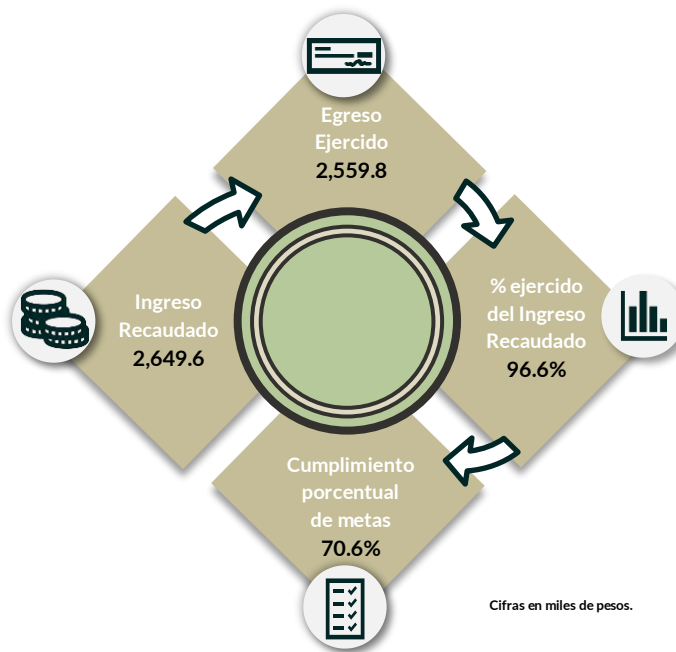 Egreso
Ejercido
2,559.8
Ingreso
Recaudado
2,649.6
% ejercido
del Ingreso
Recaudado
96.6%
Cumplimiento
porcentual
de metas
70.6%
Cifras en miles de pesos.